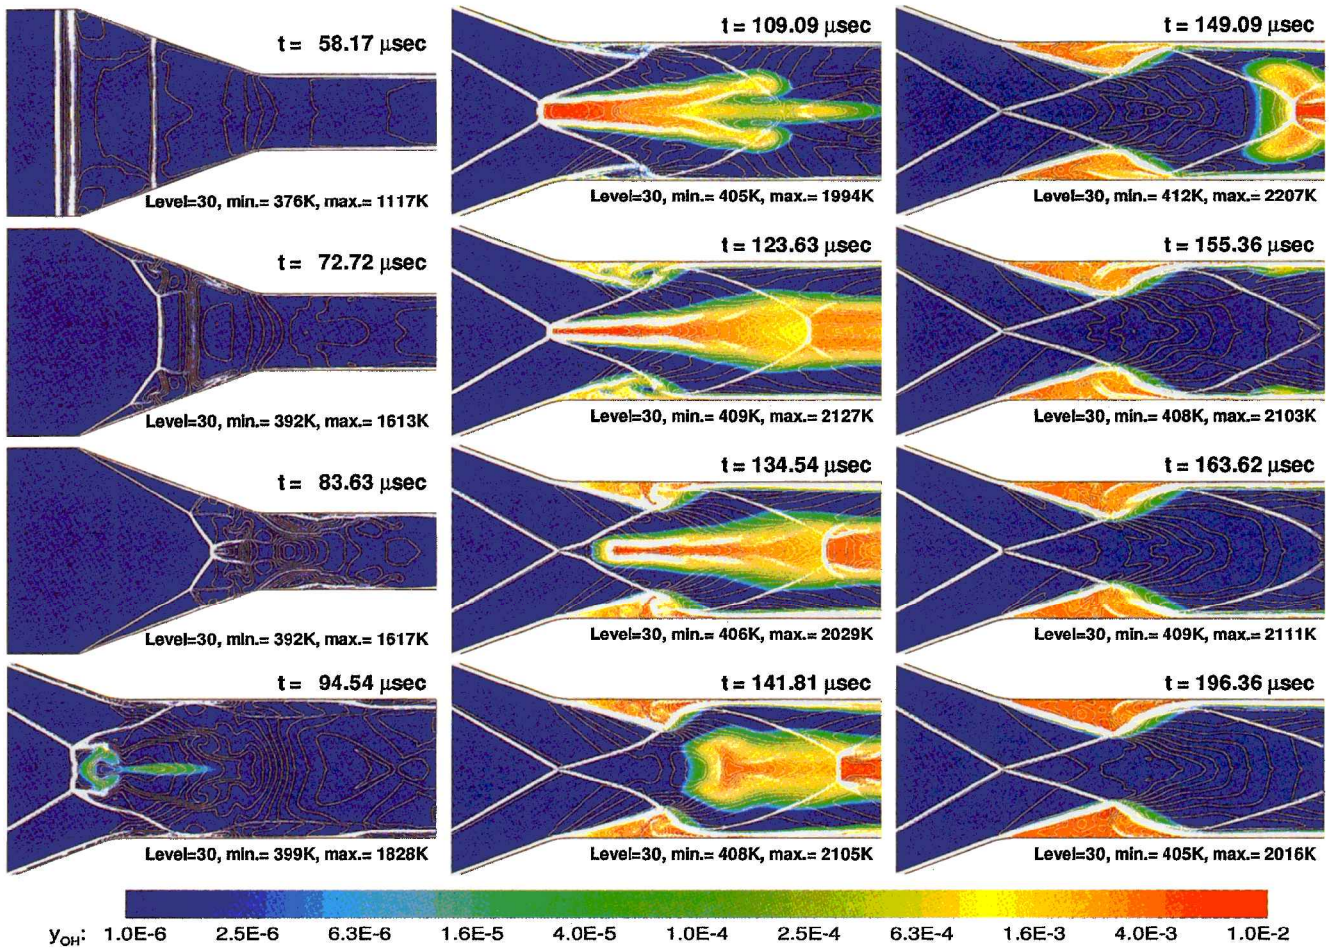 t = 58.17 μsec
Level=30, min.= 376K, max.= 1117K
t = 72.72 μsec
Level=30, min.= 392K, max.= 1613K
t = 83.63 μsec
Level=30, min.= 392K, max.= 1617K
t = 94.54 μsec
Level=30, min.= 399K, max.= 1828K
t = 109.09 μsec
Level=30, min.= 405K, max.= 1994K
t = 123.63 μsec
Level=30, min.= 409K, max.= 2127K
t = 134.54 μsec
Level=30, min.= 406K, max.= 2029K
t = 141.81 μsec
Level=30, min.= 408K, max.= 2105K
t = 149.09 μsec
Level=30, min.= 412K, max.= 2207K
t = 155.36 μsec
Level=30, min.= 408K, max.= 2103K
t = 163.62 μsec
Level=30, min.= 409K, max.= 2111K
t = 196.36 μsec
Level=30, min.= 405K, max.= 2016K
yOH: 1.0E-6 2.5E-6 6.3E-6 1.6E-5 4.0E-5 1.0E-4 2.5E-4 6.3E-4 1.6E-3 4.0E-3 1.0E-2